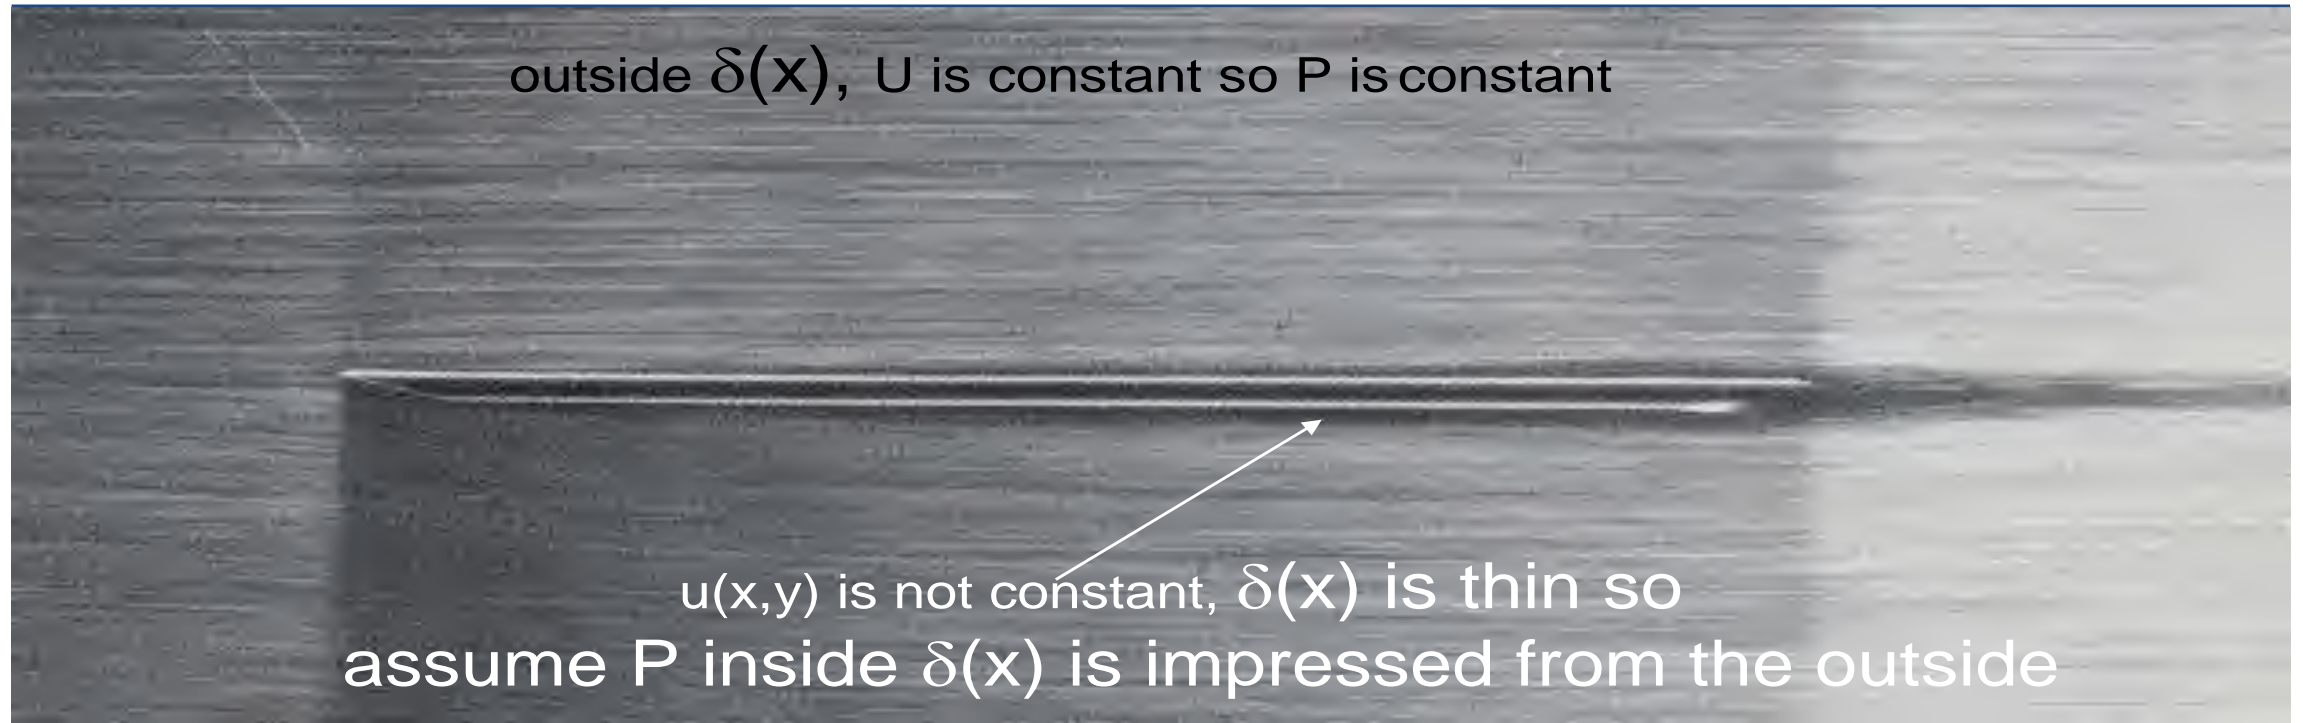 outside δ(x), U is constant so P is constant
u(x,y) is not constant, δ(x) is thin so
assume P inside δ(x) is impressed from the outside